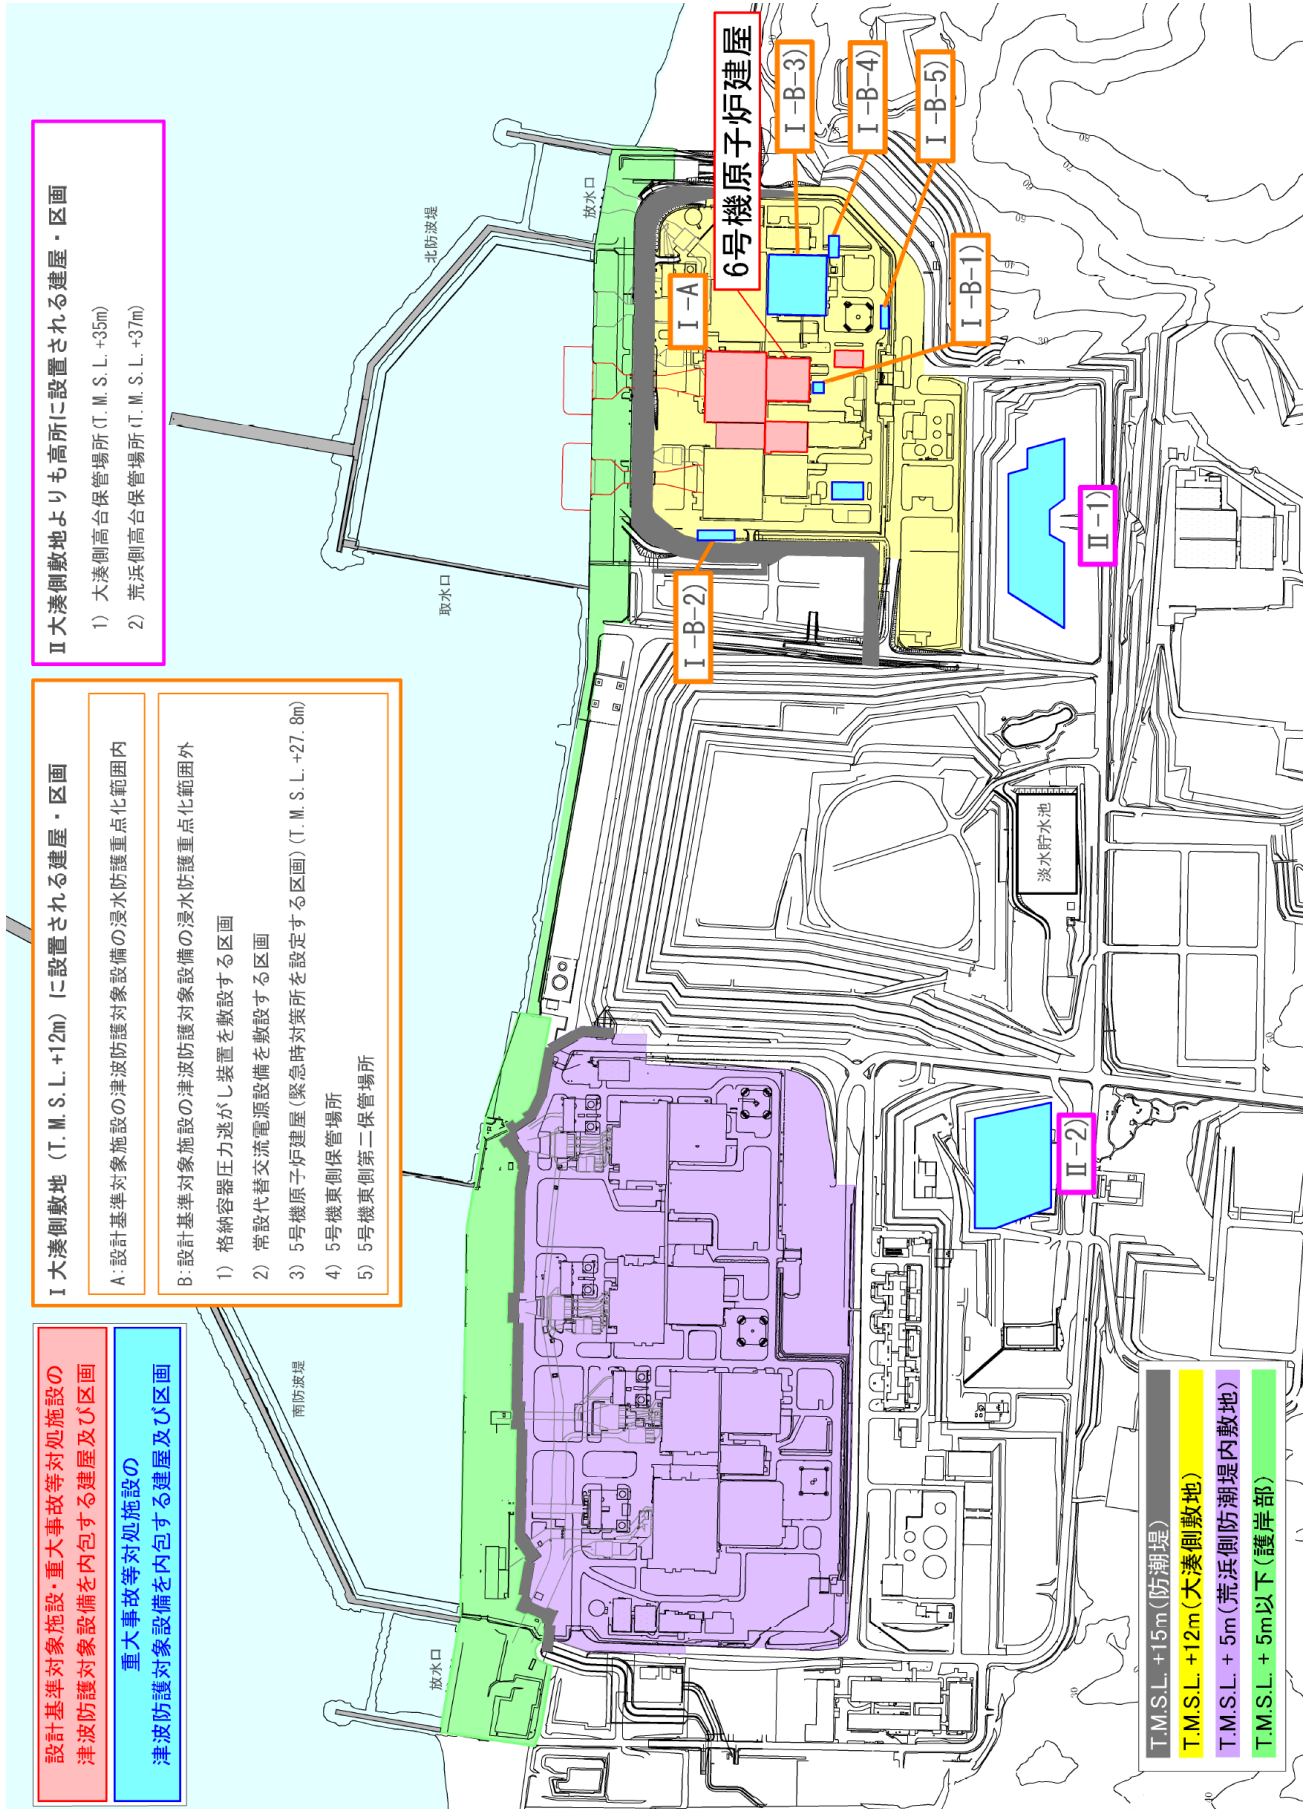 設計基準対象施設・重大事故等対処施設の
津波防護対象設備を内包する建屋及び区画
重大事故等対処施設の
津波防護対象設備を内包する建屋及び区画
Ⅰ 大湊側敷地 (T.M.S.L.+12m) に設置される建屋・区画
A:設計基準対象施設の津波防護対象設備の浸水防護重点化範囲内
B:設計基準対象施設の津波防護対象設備の浸水防護重点化範囲外
1) 格納容器圧力逃がし装置を敷設する区画
2) 常設代替交流電源設備を敷設する区画
3) 5号機原子炉建屋(緊急時対策所を設定する区画)(T.M.S.L.+27.8m)
4) 5号機東側保管場所
5) 5号機東側第二保管場所
Ⅱ 大湊側敷地よりも高所に設置される建屋・区画
1) 大湊側高台保管場所(T.M.S.L.+35m)
2) 荒浜側高台保管場所(T.M.S.L.+37m)
南防波堤
放水口
取水口
北防波堤
放水口
Ⅰ-A
6号機原子炉建屋
Ⅰ-B-3)
Ⅰ-B-4)
Ⅰ-B-5)
Ⅰ-B-1)
Ⅰ-B-2)
Ⅱ-1)
Ⅱ-2)
淡水貯水池
T.M.S.L. +15m(防潮堤)
T.M.S.L. +12m(大湊側敷地)
T.M.S.L. + 5m(荒浜側防潮堤内敷地)
T.M.S.L. + 5m以下(護岸部)